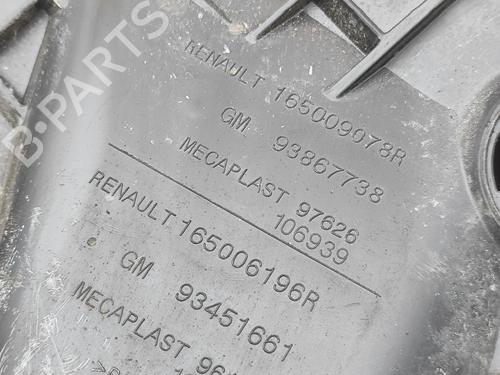 B-PARTS
RENAULT 165009078R
GM 93867738
MECAPLAST 97626
106939
RENAULT 165006196R
GM 93451661
MECAPLAST